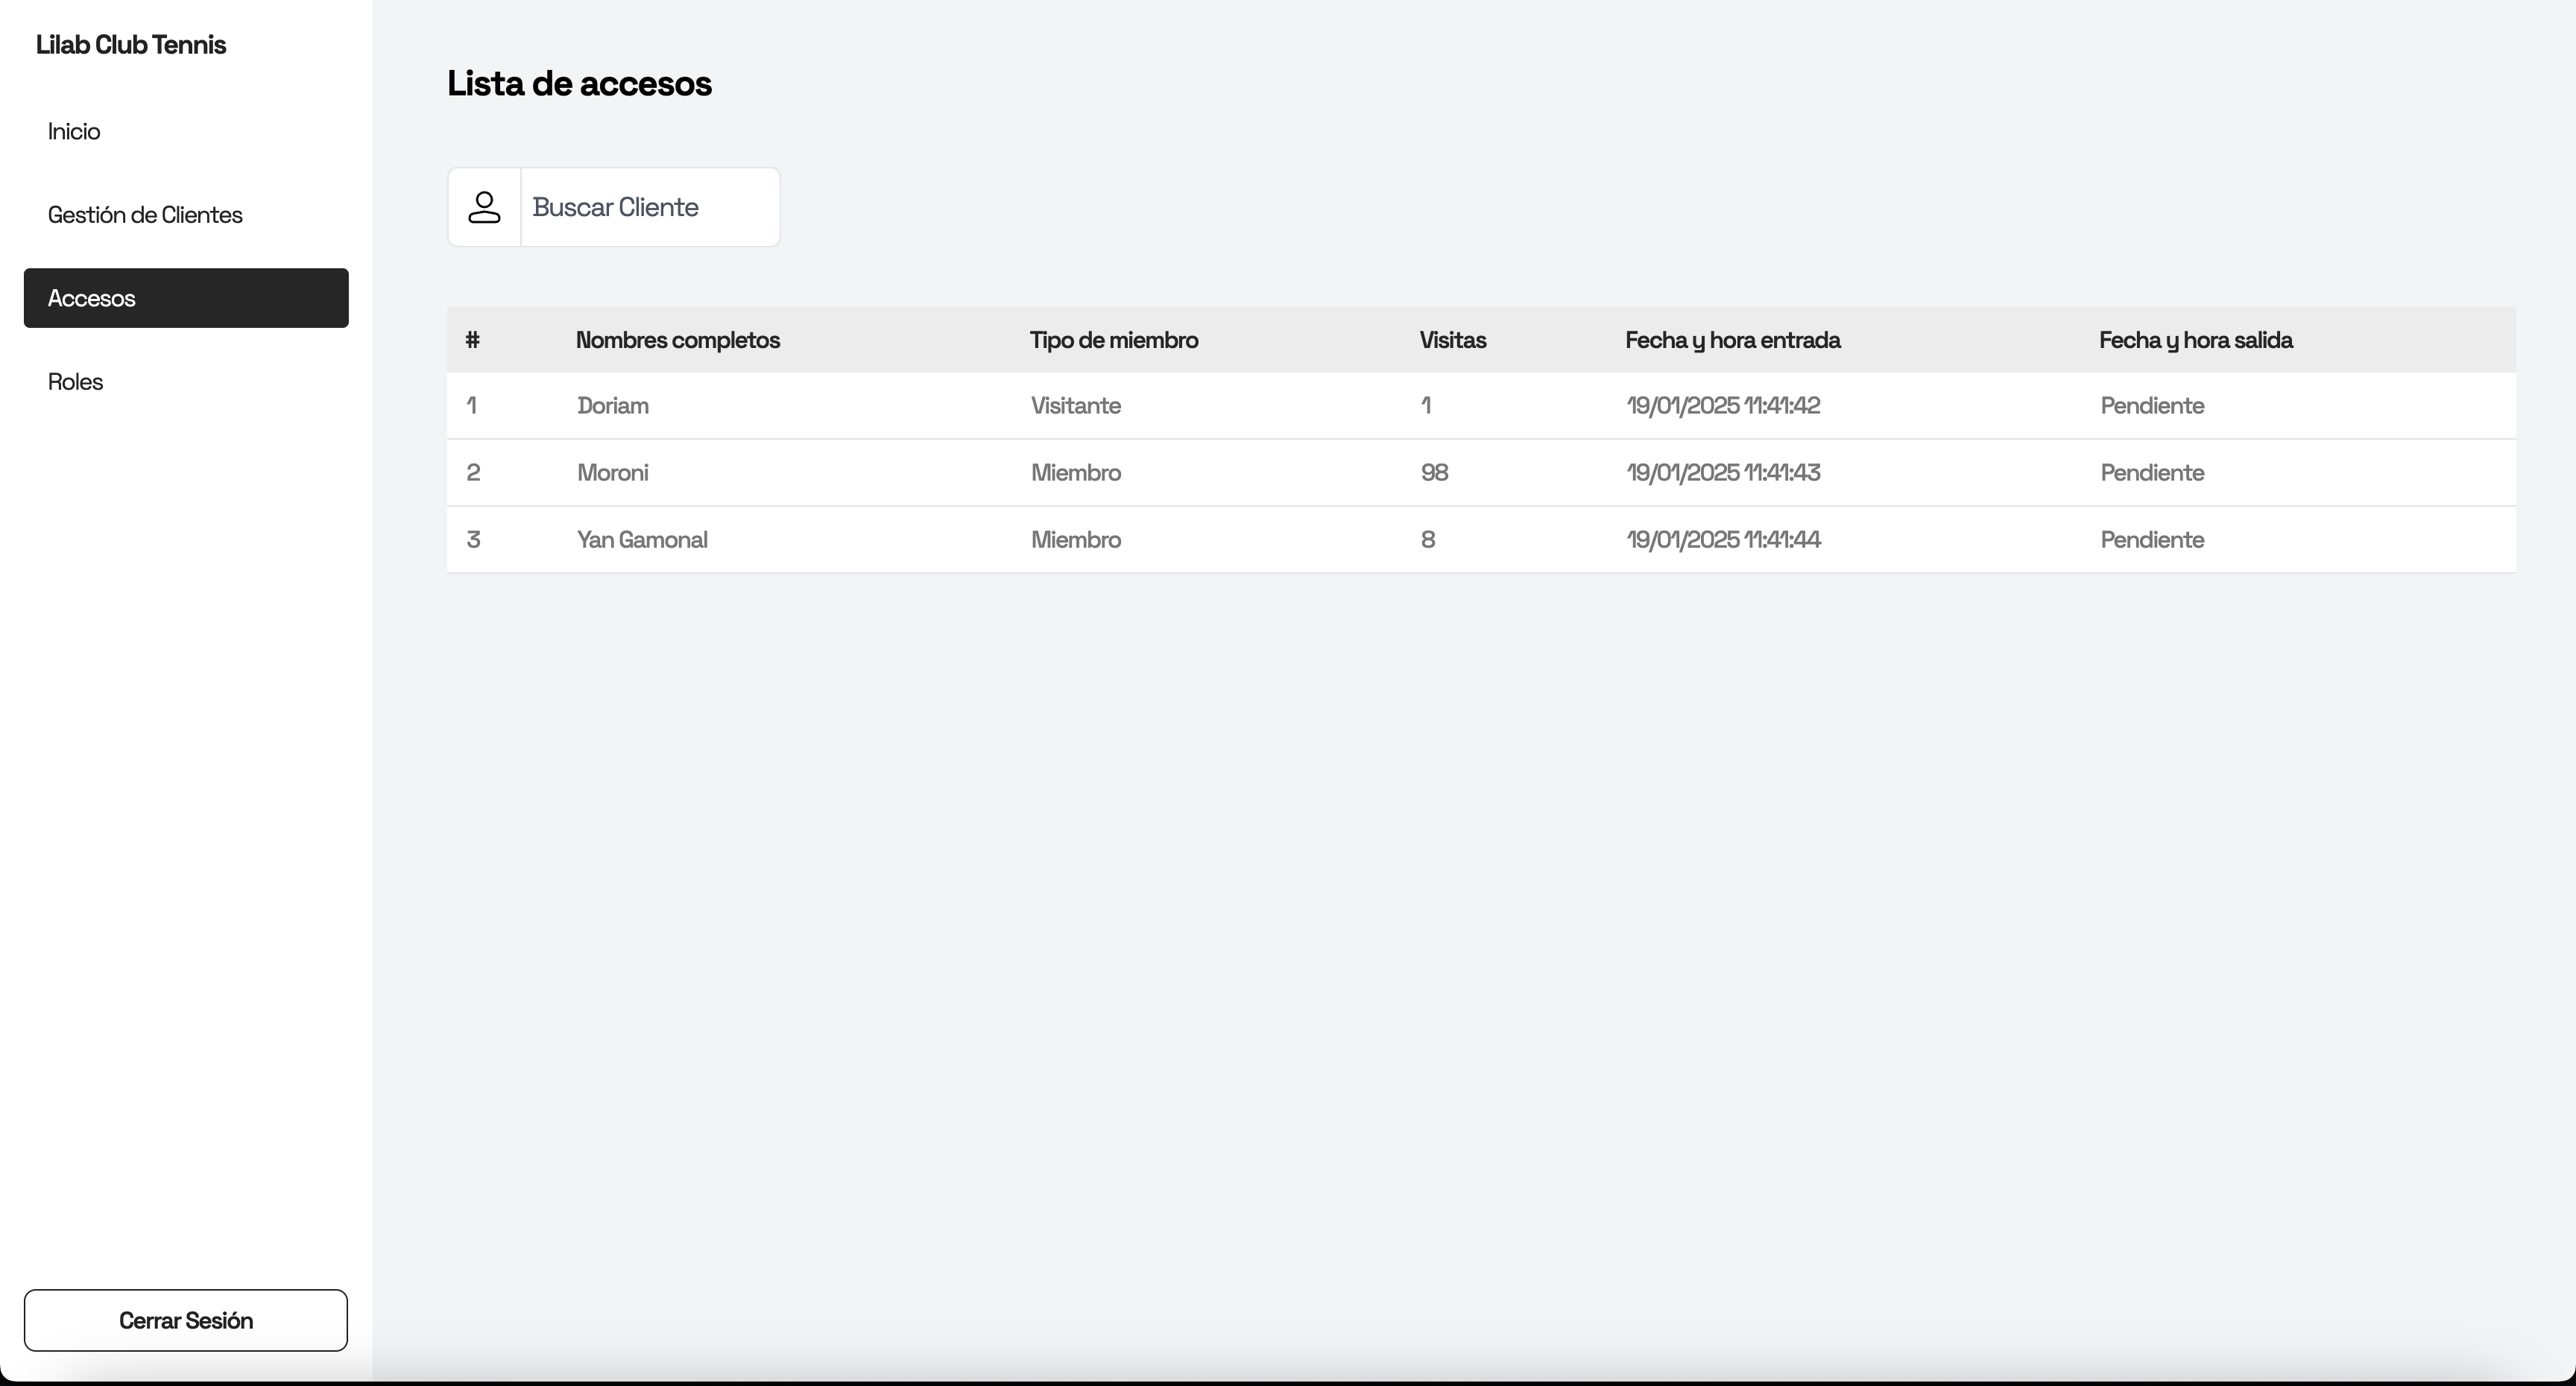 Lilab Club Tennis
Inicio
Gestión de Clientes
Accesos
Roles
Cerrar Sesión
Lista de accesos
Buscar Cliente
# Nombres completos Tipo de miembro Visitas Fecha y hora entrada Fecha y hora salida
1 Doriam Visitante 1 19/01/2025 11:41:42 Pendiente
2 Moroni Miembro 98 19/01/2025 11:41:43 Pendiente
3 Yan Gamonal Miembro 8 19/01/2025 11:41:44 Pendiente